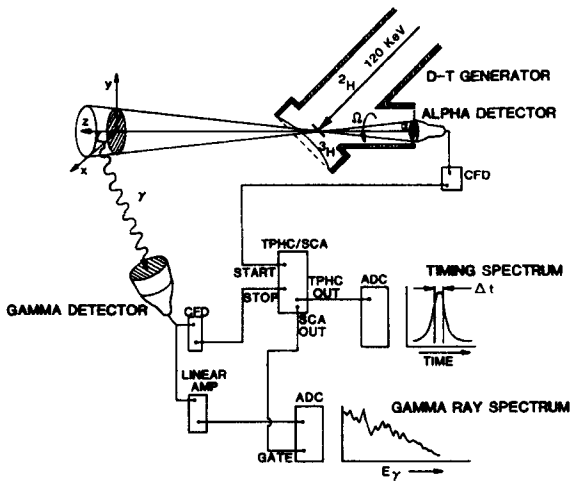 120 KeV
²H
D-T GENERATOR
y
ALPHA DETECTOR
Ω
α
z
³H
x
CFD
γ
TPHC/SCA
START
TPHC
OUT
ADC
TIMING SPECTRUM
Δt
STOP
SCA
OUT
GAMMA DETECTOR
CFD
TIME
LINEAR
AMP
ADC
GAMMA RAY SPECTRUM
GATE
Eγ